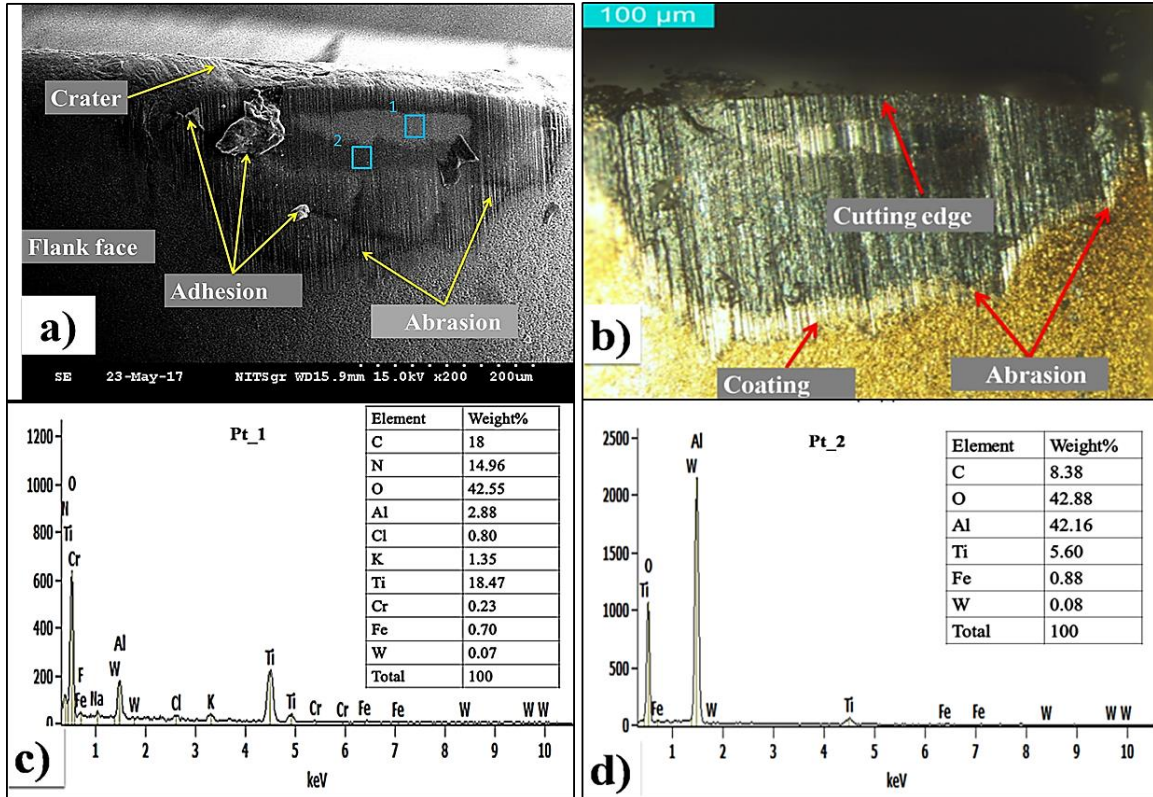 Crater
1
2
Flank face
Adhesion
Abrasion
a)
SE 23-May-17 NITSgr WD15.9mm 15.0kV x200 200um
100 µm
Cutting edge
Coating
Abrasion
b)
Pt_1
1200
1000
800
600
400
200
0
O
N
Ti
Cr
F
Fe
Na
Al
W
W
Cl
K
Ti
Ti
Cr
Cr
Fe
Fe
W
W W
1 2 3 4 5 6 7 8 9 10
keV
Element Weight%
C 18
N 14.96
O 42.55
Al 2.88
Cl 0.80
K 1.35
Ti 18.47
Cr 0.23
Fe 0.70
W 0.07
Total 100
c)
Pt_2
2500
2000
1500
1000
500
0
O
Ti
Fe
Al
W
W
Ti
Fe
Fe
W
W W
1 2 3 4 5 6 7 8 9 10
keV
Element Weight%
C 8.38
O 42.88
Al 42.16
Ti 5.60
Fe 0.88
W 0.08
Total 100
d)